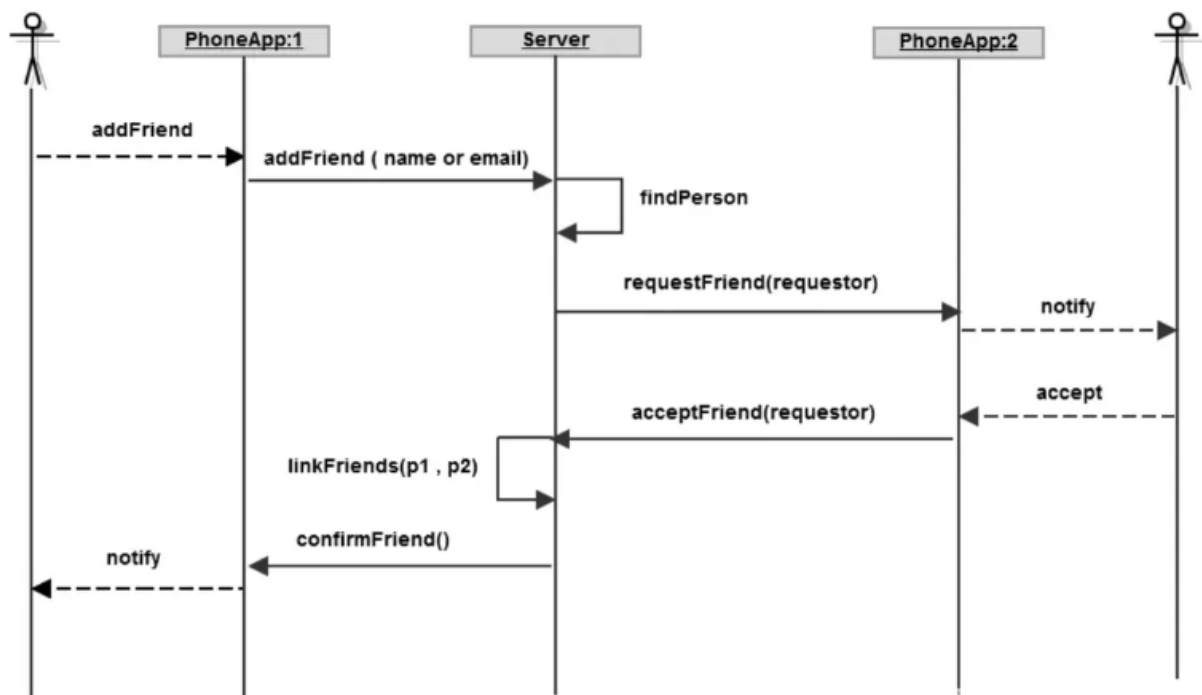 PhoneApp:1
Server
PhoneApp:2
addFriend
addFriend ( name or email)
findPerson
requestFriend(requestor)
notify
accept
acceptFriend(requestor)
linkFriends(p1 , p2)
confirmFriend()
notify